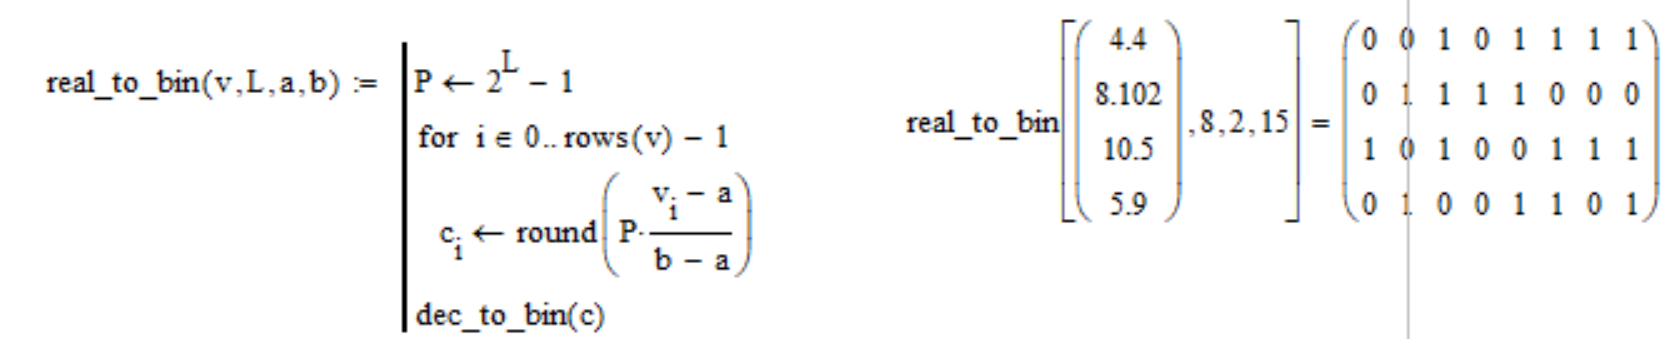 real_to_bin(v,L,a,b) := P ← 2^L − 1
for i ∈ 0.. rows(v) − 1
c_i ← round(P· (v_i − a)/(b − a))
dec_to_bin(c)
real_to_bin[(4.4 8.102 10.5 5.9),8,2,15] =
0 0 1 0 1 1 1 1
0 1 1 1 1 0 0 0
1 0 1 0 0 1 1 1
0 1 0 0 1 1 0 1